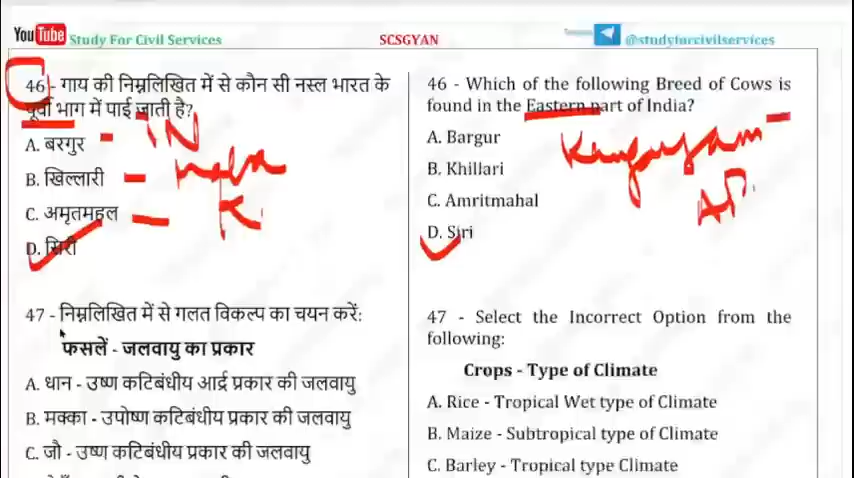 YouTube Study For Civil Services
SCSGYAN
@studyforcivilservices
46 - गाय की निम्नलिखित में से कौन सी नस्ल भारत के
पूर्वी भाग में पाई जाती है?
A. बरगुर
B. खिल्लारी
C. अमृतमहल
D. सिरी
47 - निम्नलिखित में से गलत विकल्प का चयन करें:
फसलें - जलवायु का प्रकार
A. धान - उष्ण कटिबंधीय आर्द्र प्रकार की जलवायु
B. मक्का - उपोष्ण कटिबंधीय प्रकार की जलवायु
C. जौ - उष्ण कटिबंधीय प्रकार की जलवायु
46 - Which of the following Breed of Cows is
found in the Eastern part of India?
A. Bargur
B. Khillari
C. Amritmahal
D. Siri
47 - Select the Incorrect Option from the
following:
Crops - Type of Climate
A. Rice - Tropical Wet type of Climate
B. Maize - Subtropical type of Climate
C. Barley - Tropical type Climate